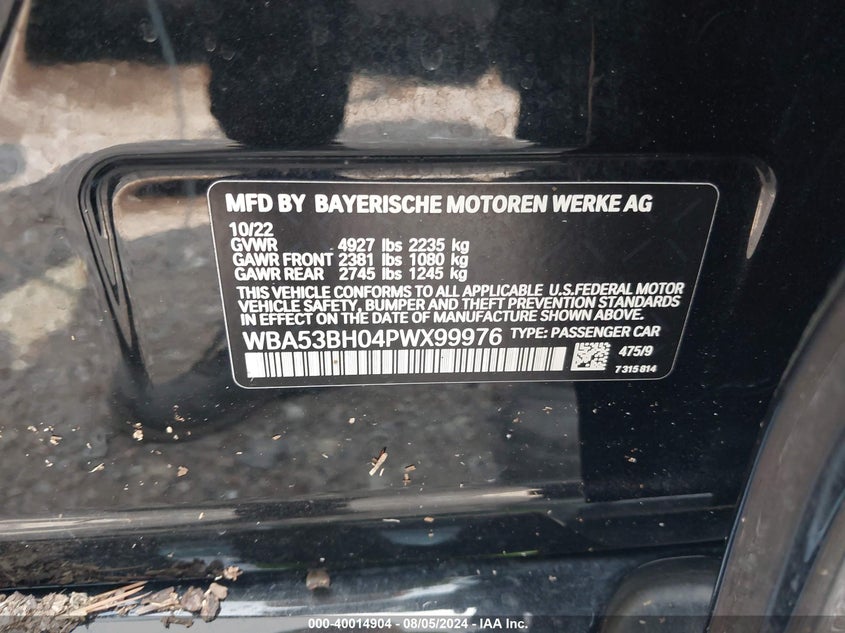 MFD BY BAYERISCHE MOTOREN WERKE AG
10/22
GVWR 4927 lbs 2235 kg
GAWR FRONT 2381 lbs 1080 kg
GAWR REAR 2745 lbs 1245 kg
THIS VEHICLE CONFORMS TO ALL APPLICABLE U.S.FEDERAL MOTOR
VEHICLE SAFETY, BUMPER AND THEFT PREVENTION STANDARDS
IN EFFECT ON THE DATE OF MANUFACTURE SHOWN ABOVE.
WBA53BH04PWX99976 TYPE: PASSENGER CAR
475/9
7315814
000-40014904 - 08/05/2024 - IAA Inc.